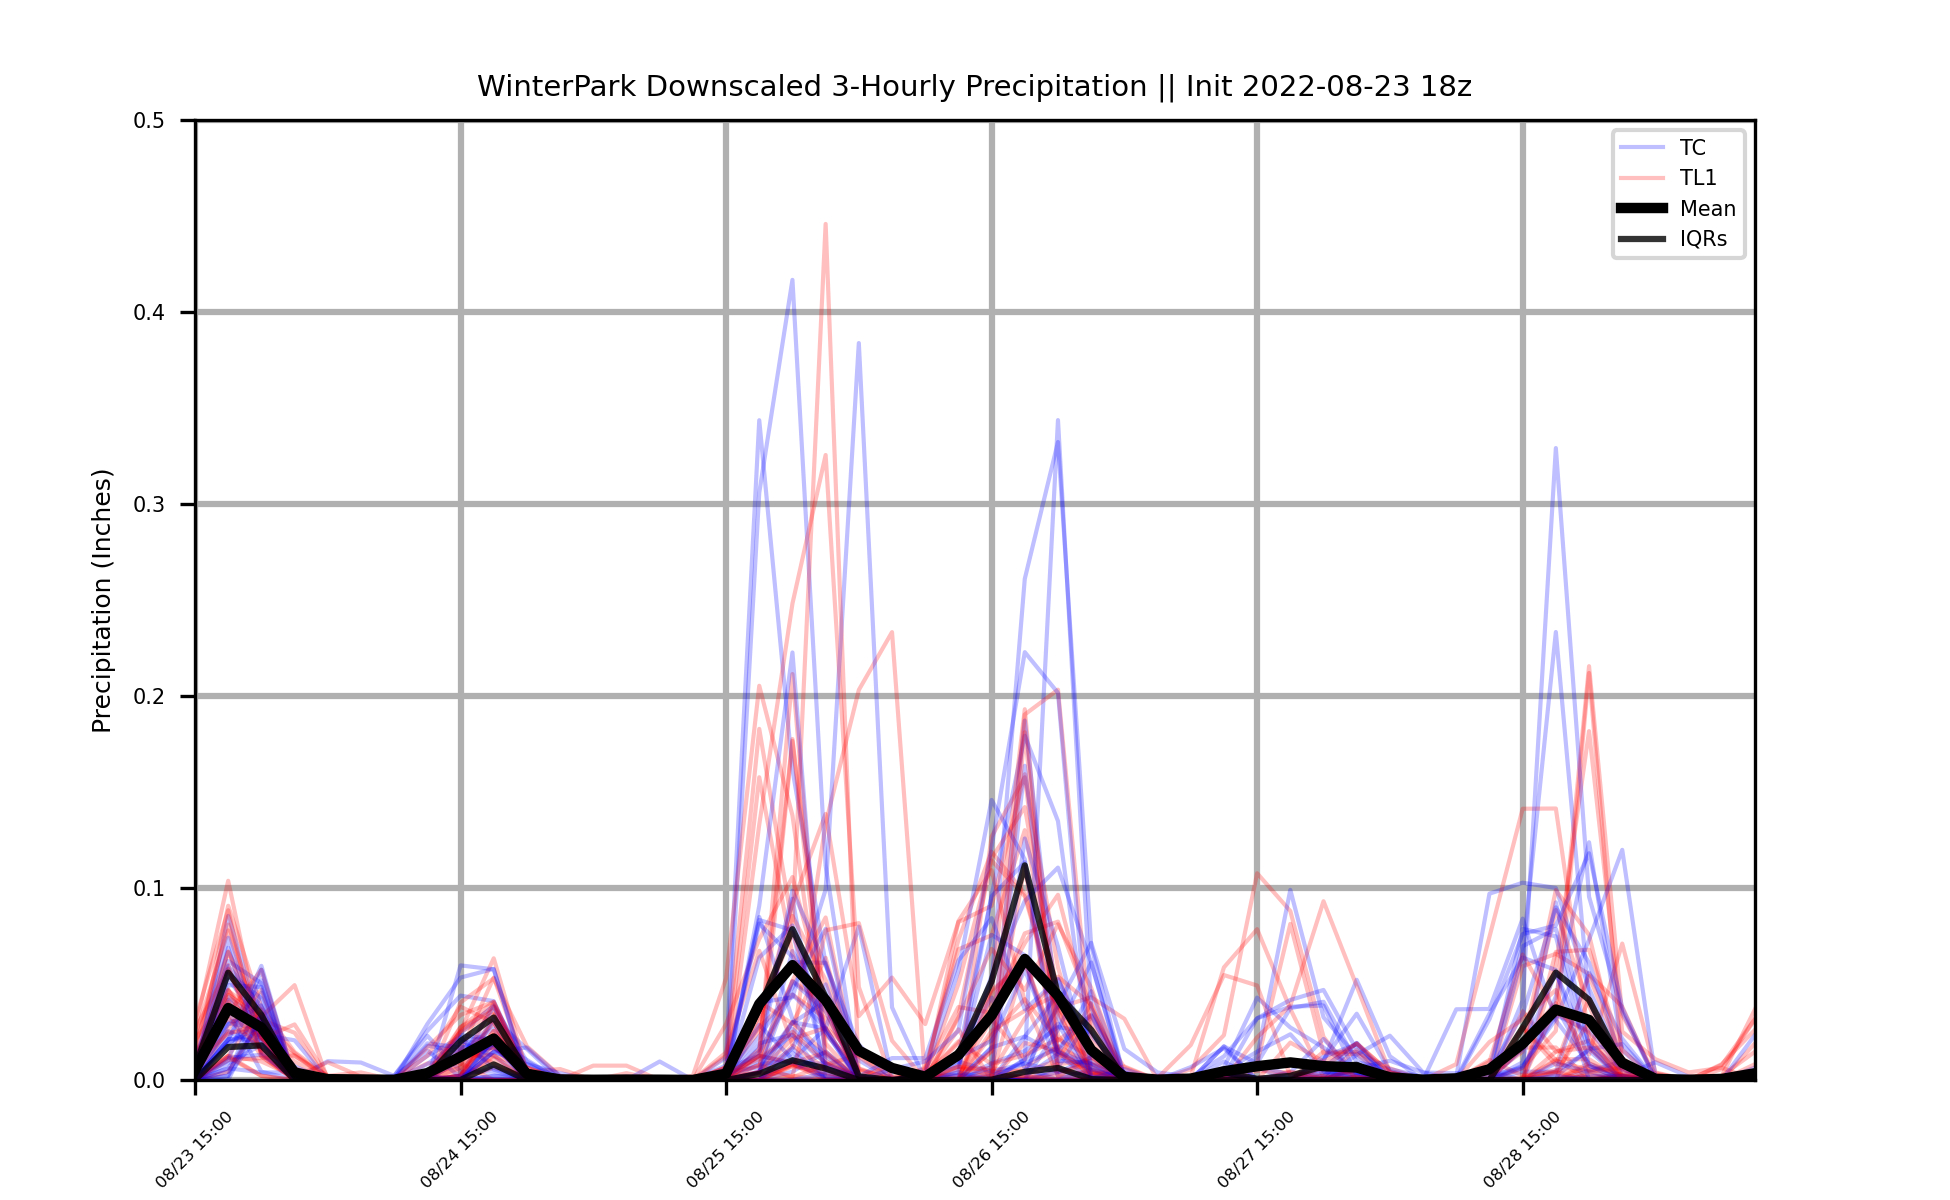 WinterPark Downscaled 3-Hourly Precipitation || Init 2022-08-23 18z
Precipitation (Inches)
0.5
0.4
0.3
0.2
0.1
0.0
TC
TL1
Mean
IQRs
08/23 15:00
08/24 15:00
08/25 15:00
08/26 15:00
08/27 15:00
08/28 15:00